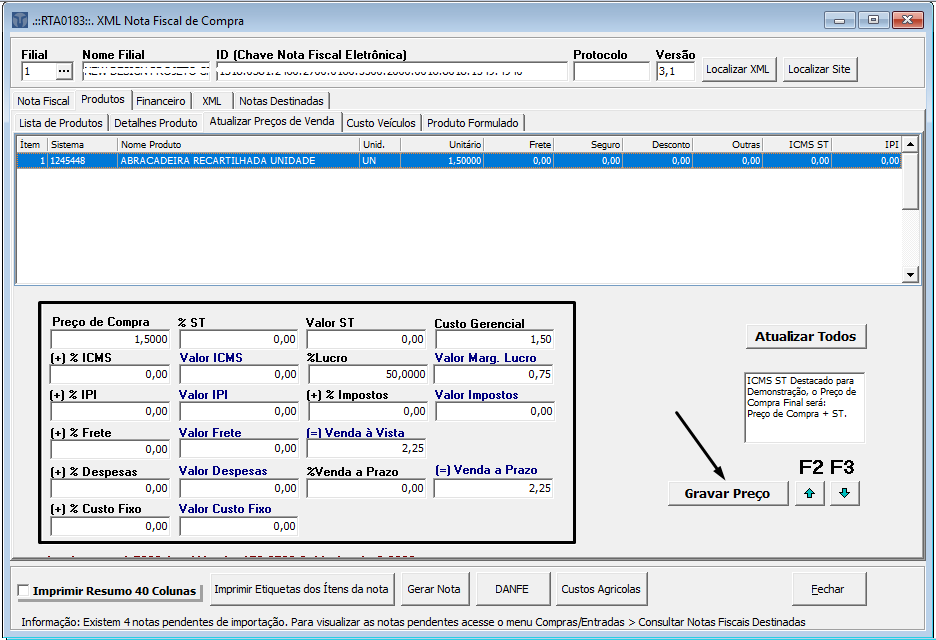 .::RTA0183::. XML Nota Fiscal de Compra
Filial Nome Filial ID (Chave Nota Fiscal Eletrônica) Protocolo Versão
1 ... 3,1 Localizar XML Localizar Site
Nota Fiscal Produtos Financeiro XML Notas Destinadas
Lista de Produtos Detalhes Produto Atualizar Preços de Venda Custo Veículos Produto Formulado
Ítem Sistema Nome Produto Unid. Unitário Frete Seguro Desconto Outras ICMS ST IPI
1 1245448 ABRACADEIRA RECARTILHADA UNIDADE UN 1,50000 0,00 0,00 0,00 0,00 0,00 0,00
Preço de Compra % ST Valor ST Custo Gerencial
1,5000 0,00 0,00 1,50
(+) % ICMS Valor ICMS %Lucro Valor Marg. Lucro
0,00 0,00 50,0000 0,75
(+) % IPI Valor IPI (+) % Impostos Valor Impostos
0,00 0,00 0,00 0,00
(+) % Frete Valor Frete (=) Venda à Vista
0,00 0,00 2,25
(+) % Despesas Valor Despesas %Venda a Prazo (=) Venda a Prazo
0,00 0,00 0,00 2,25
(+) % Custo Fixo Valor Custo Fixo
0,00 0,00
Atualizar Todos
ICMS ST Destacado para
Demonstração, o Preço de
Compra Final será:
Preço de Compra + ST.
F2 F3
Gravar Preço
Imprimir Resumo 40 Colunas Imprimir Etiquetas dos Ítens da nota Gerar Nota DANFE Custos Agricolas Fechar
Informação: Existem 4 notas pendentes de importação. Para visualizar as notas pendentes acesse o menu Compras/Entradas > Consultar Notas Fiscais Destinadas